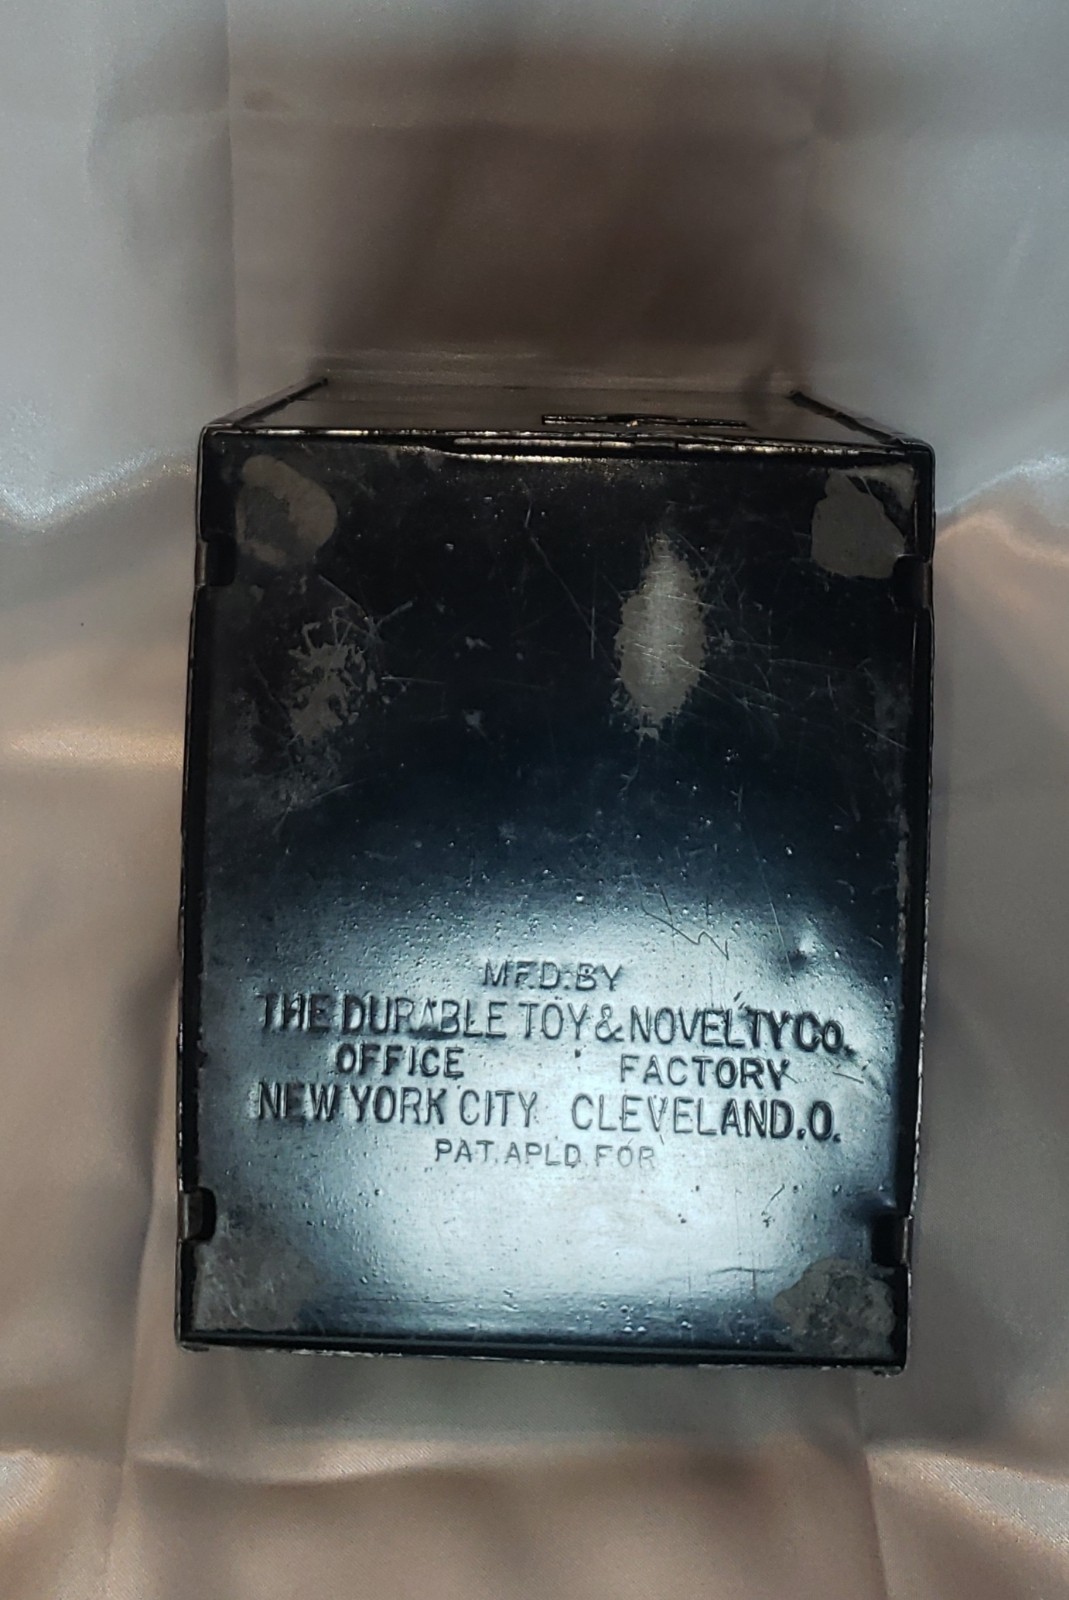 MFD. BY
THE DURABLE TOY & NOVELTY CO.
OFFICE FACTORY
NEW YORK CITY CLEVELAND. O.
PAT. APLD. FOR